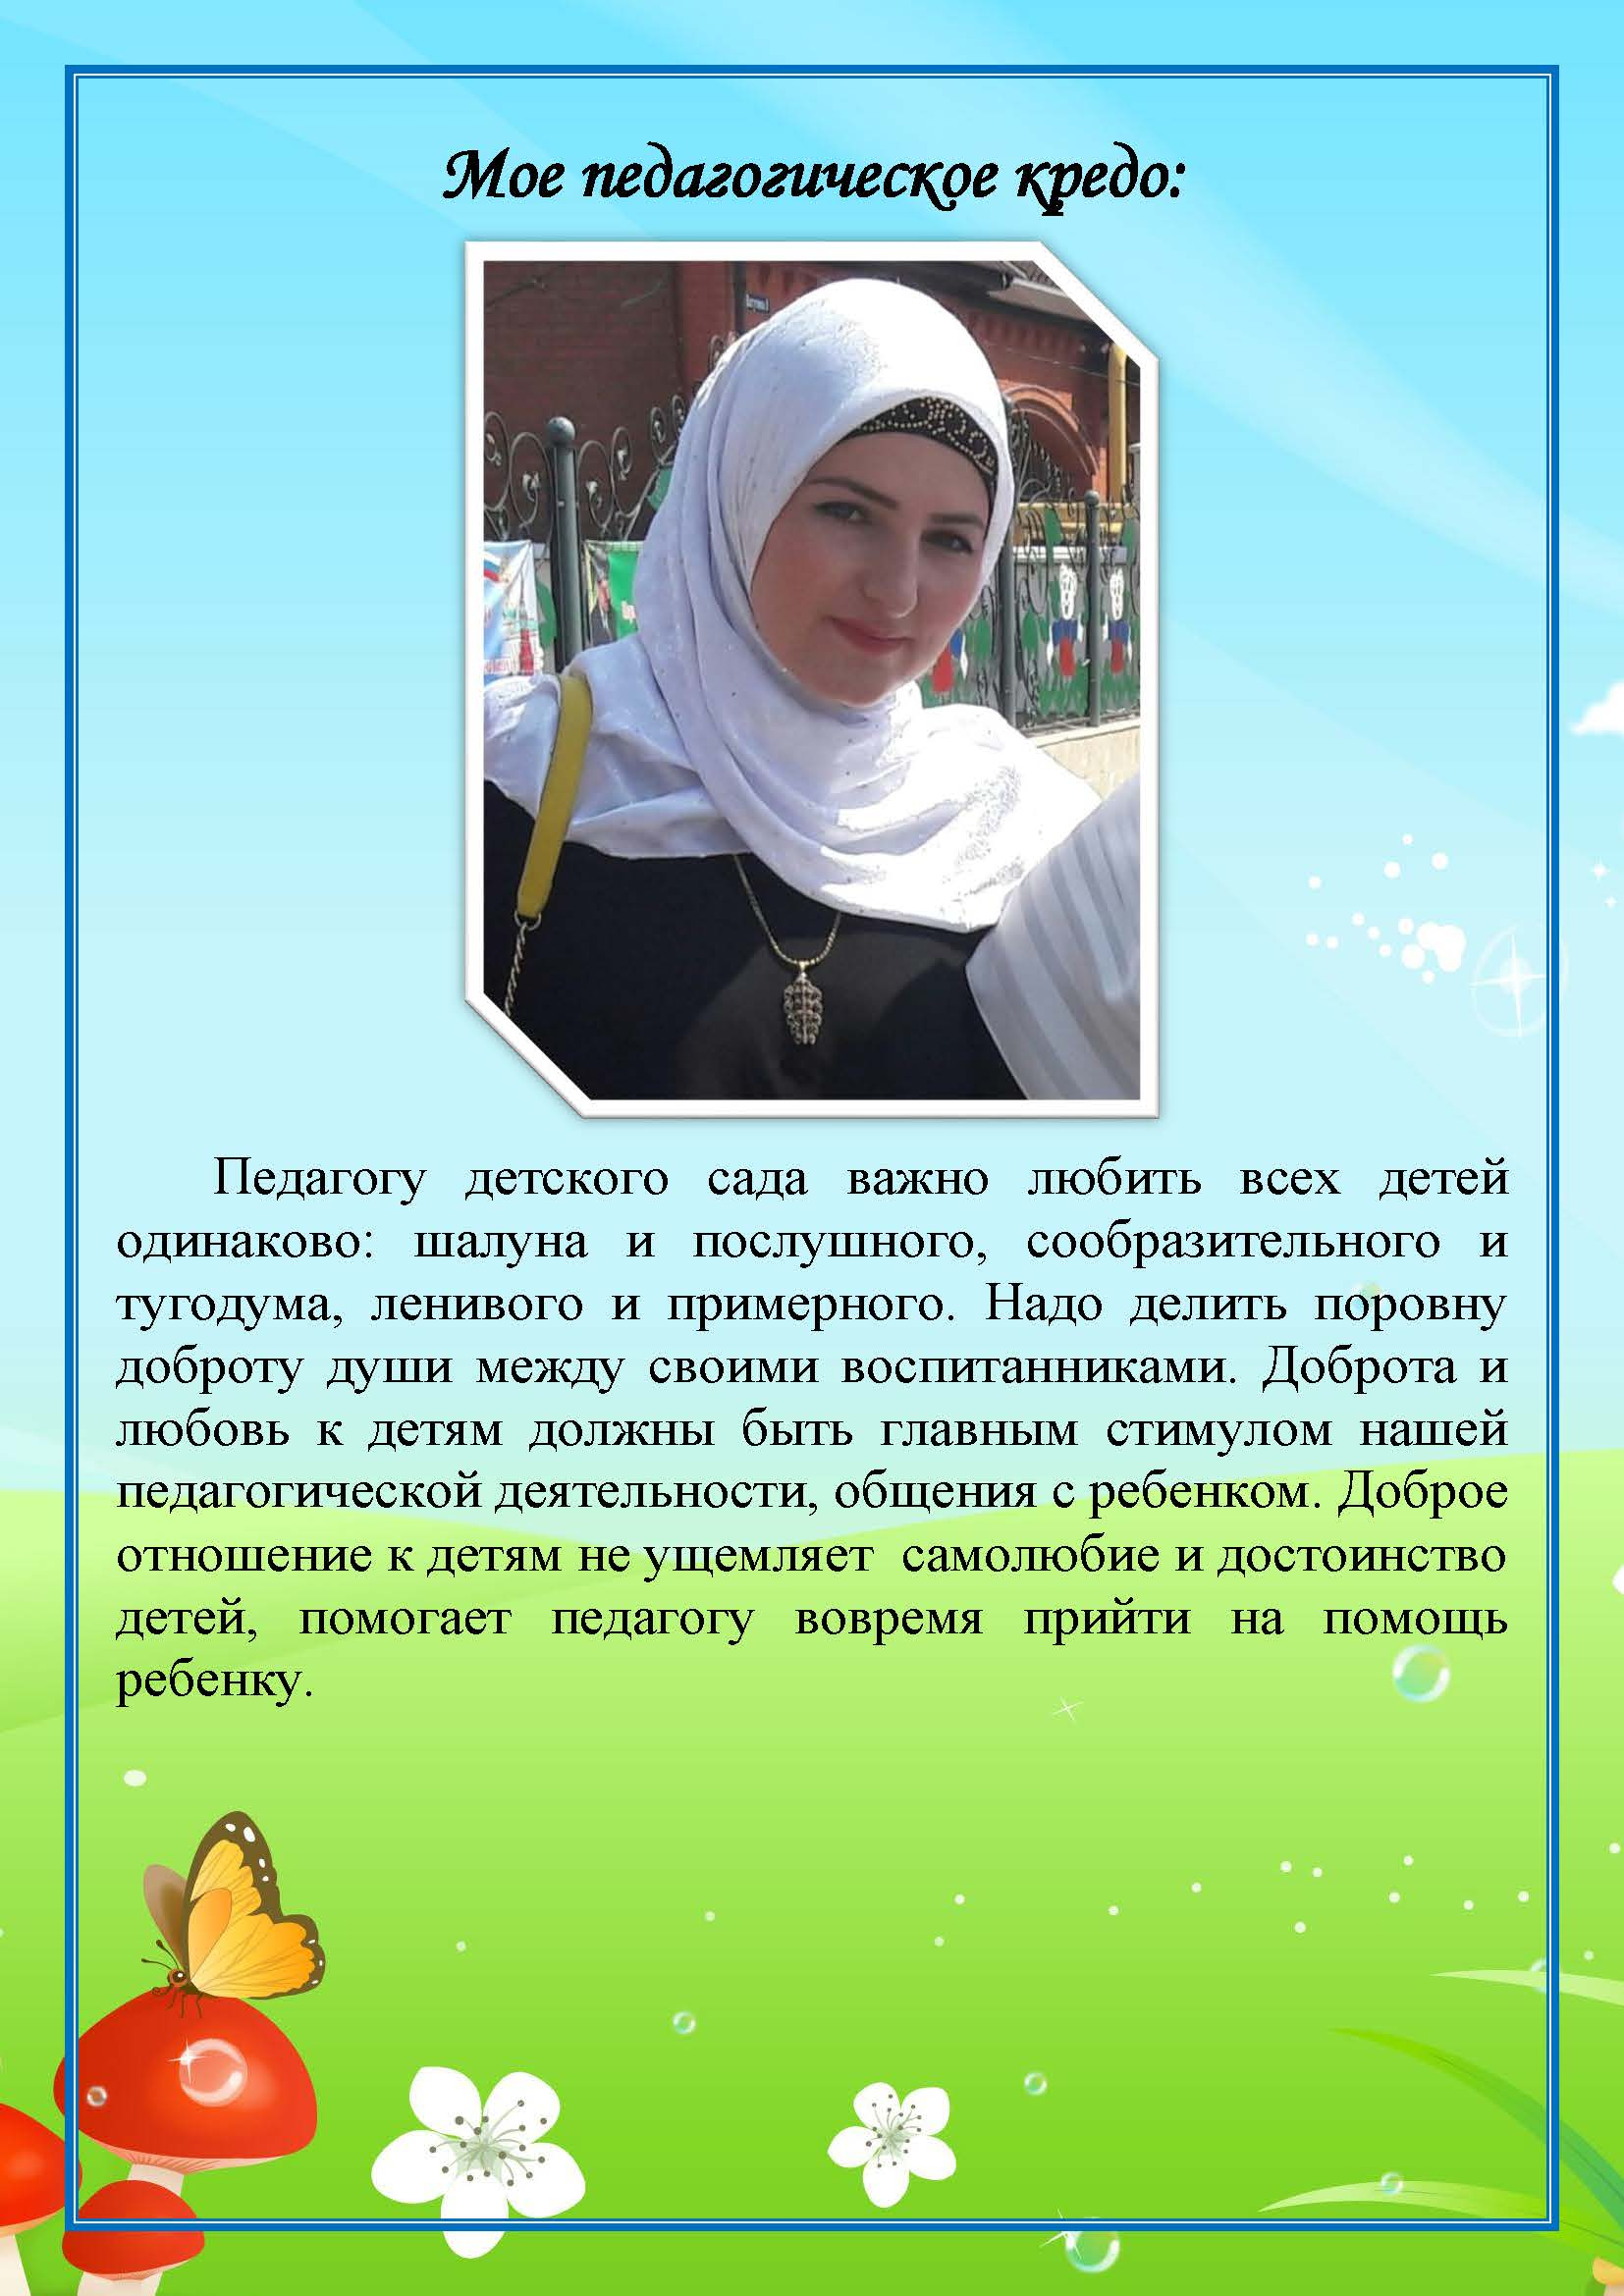 Мое педагогическое кредо:
Педагогу детского сада важно любить всех детей
одинаково: шалуна и послушного, сообразительного и
тугодума, ленивого и примерного. Надо делить поровну
доброту души между своими воспитанниками. Доброта и
любовь к детям должны быть главным стимулом нашей
педагогической деятельности, общения с ребенком. Доброе
отношение к детям не ущемляет самолюбие и достоинство
детей, помогает педагогу вовремя прийти на помощь
ребенку.